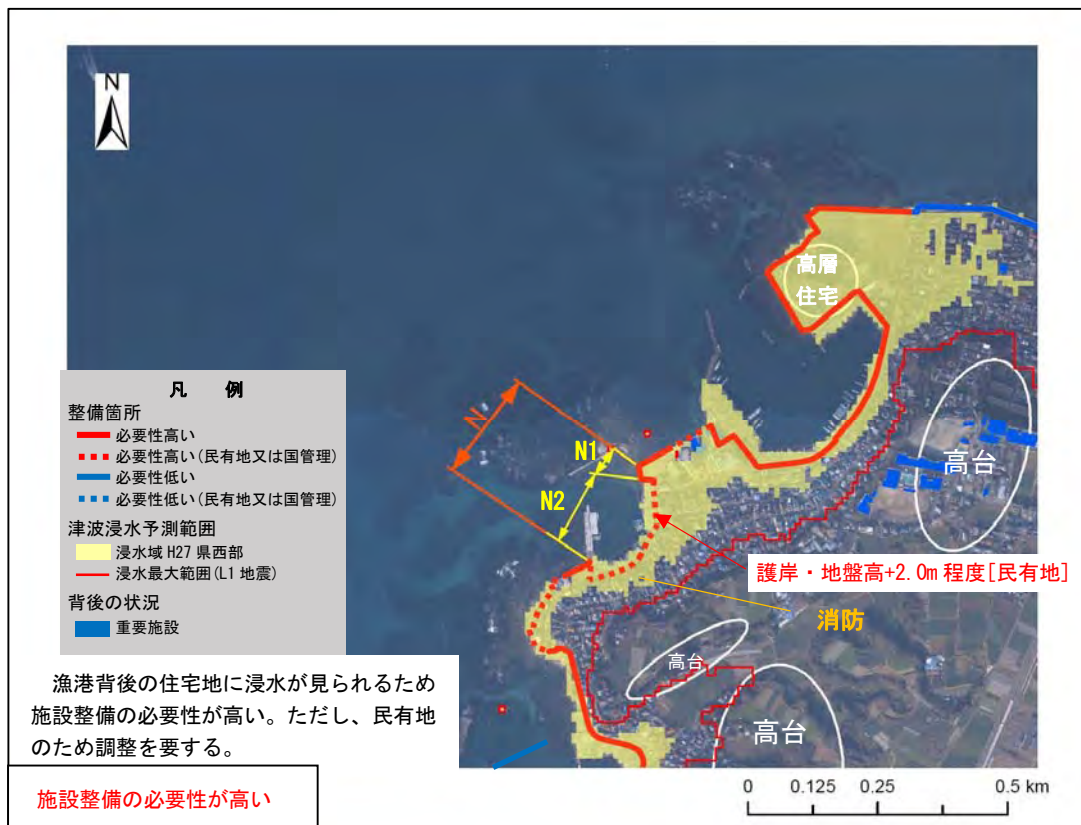 N
高層
住宅
凡　例
整備箇所
必要性高い
必要性高い(民有地又は国管理)
必要性低い
必要性低い(民有地又は国管理)
津波浸水予測範囲
浸水域 H27 県西部
浸水最大範囲(L1 地震)
背後の状況
重要施設
N
N1
N2
高台
護岸・地盤高+2.0m 程度[民有地]
消防
高台
高台
漁港背後の住宅地に浸水が見られるため
施設整備の必要性が高い。ただし、民有地
のため調整を要する。
施設整備の必要性が高い
0 0.125 0.25 0.5 km